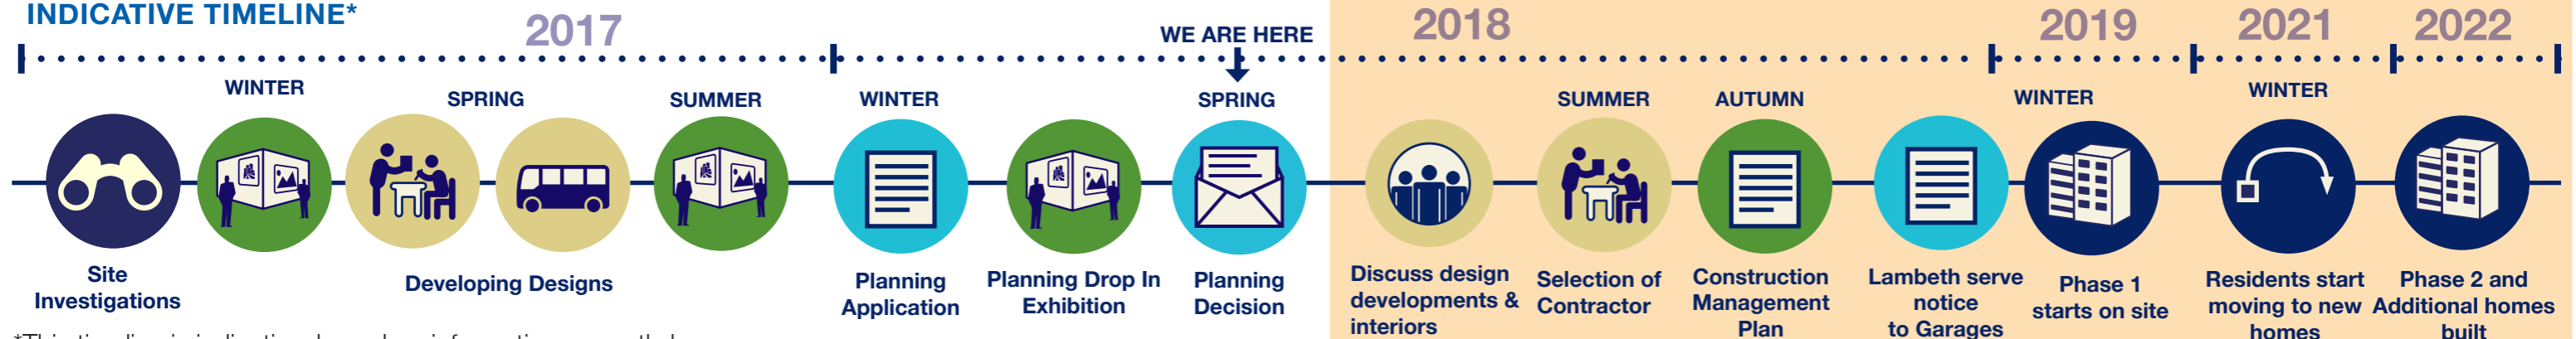 INDICATIVE TIMELINE*
2017
WE ARE HERE
2018
2019
2021
2022
WINTER
SPRING
SUMMER
WINTER
SPRING
SUMMER
AUTUMN
WINTER
WINTER
Site
Investigations
Developing Designs
Planning
Application
Planning Drop In
Exhibition
Planning
Decision
Discuss design
developments &
interiors
Selection of
Contractor
Construction
Management
Plan
Lambeth serve
notice
to Garages
Phase 1
starts on site
Residents start
moving to new
homes
Phase 2 and
Additional homes
built